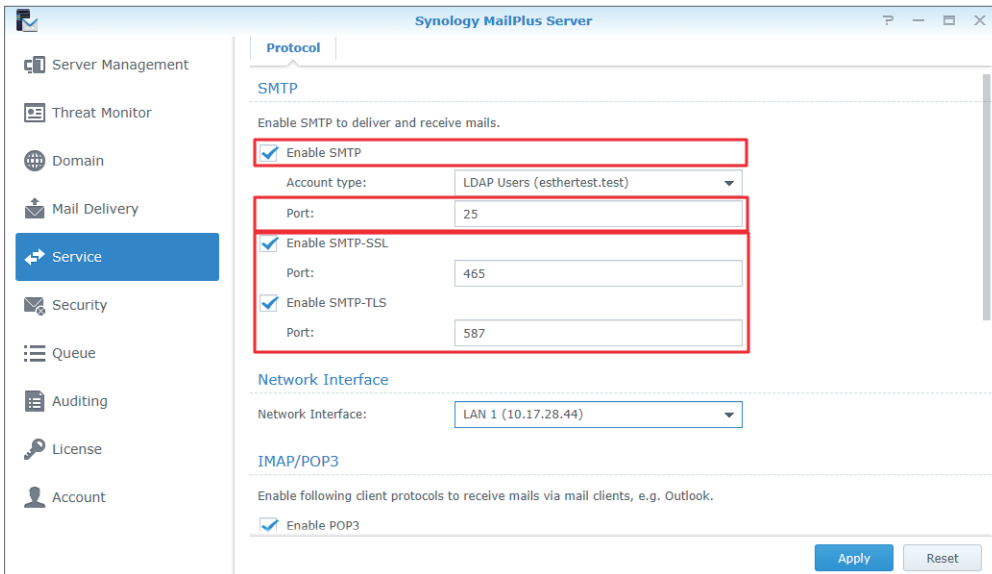 Synology MailPlus Server
Server Management
Threat Monitor
Domain
Mail Delivery
Service
Security
Queue
Auditing
License
Account
Protocol
SMTP
Enable SMTP to deliver and receive mails.
Enable SMTP
Account type: LDAP Users (esthertest.test)
Port: 25
Enable SMTP-SSL
Port: 465
Enable SMTP-TLS
Port: 587
Network Interface
Network Interface: LAN 1 (10.17.28.44)
IMAP/POP3
Enable following client protocols to receive mails via mail clients, e.g. Outlook.
Enable POP3
Apply Reset